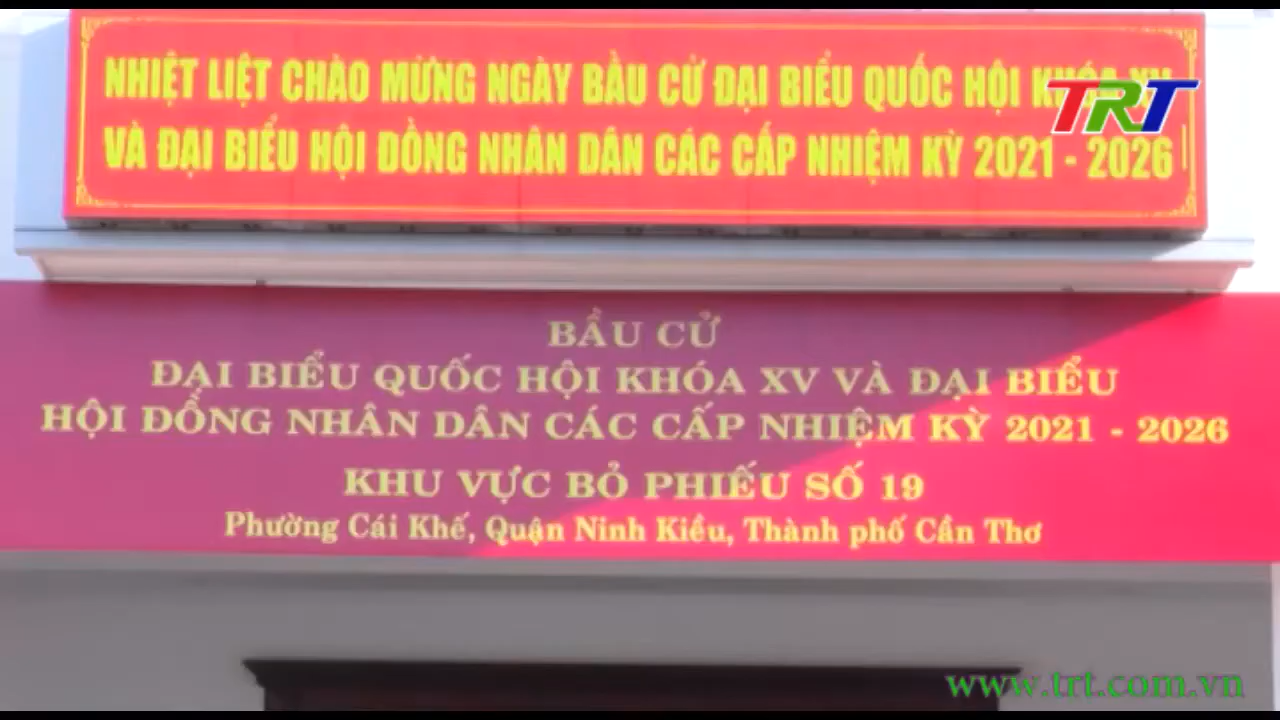 NHIỆT LIỆT CHÀO MỪNG NGÀY BẦU CỬ ĐẠI BIỂU QUỐC HỘI KHÓA XV
TRT
VÀ ĐẠI BIỂU HỘI ĐỒNG NHÂN DÂN CÁC CẤP NHIỆM KỲ 2021 - 2026
BẦU CỬ
ĐẠI BIỂU QUỐC HỘI KHÓA XV VÀ ĐẠI BIỂU
HỘI ĐỒNG NHÂN DÂN CÁC CẤP NHIỆM KỲ 2021 - 2026
KHU VỰC BỎ PHIẾU SỐ 19
Phường Cái Khế, Quận Ninh Kiều, Thành phố Cần Thơ
www.trt.com.vn